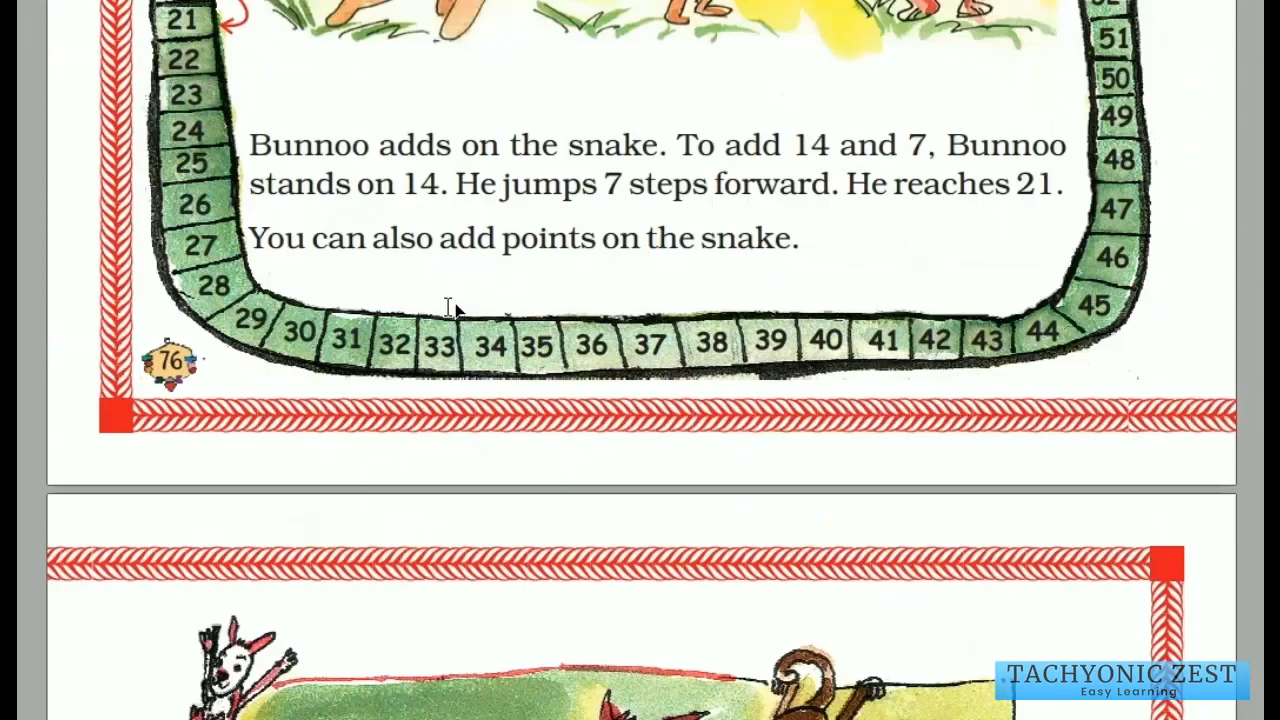 21
22
23
24
25
26
27
28
29 30 31 32 33 34 35 36 37 38 39 40 41 42 43 44
45
46
47
48
49
50
51
Bunnoo adds on the snake. To add 14 and 7, Bunnoo
stands on 14. He jumps 7 steps forward. He reaches 21.
You can also add points on the snake.
76
TACHYONIC ZEST
Easy Learning